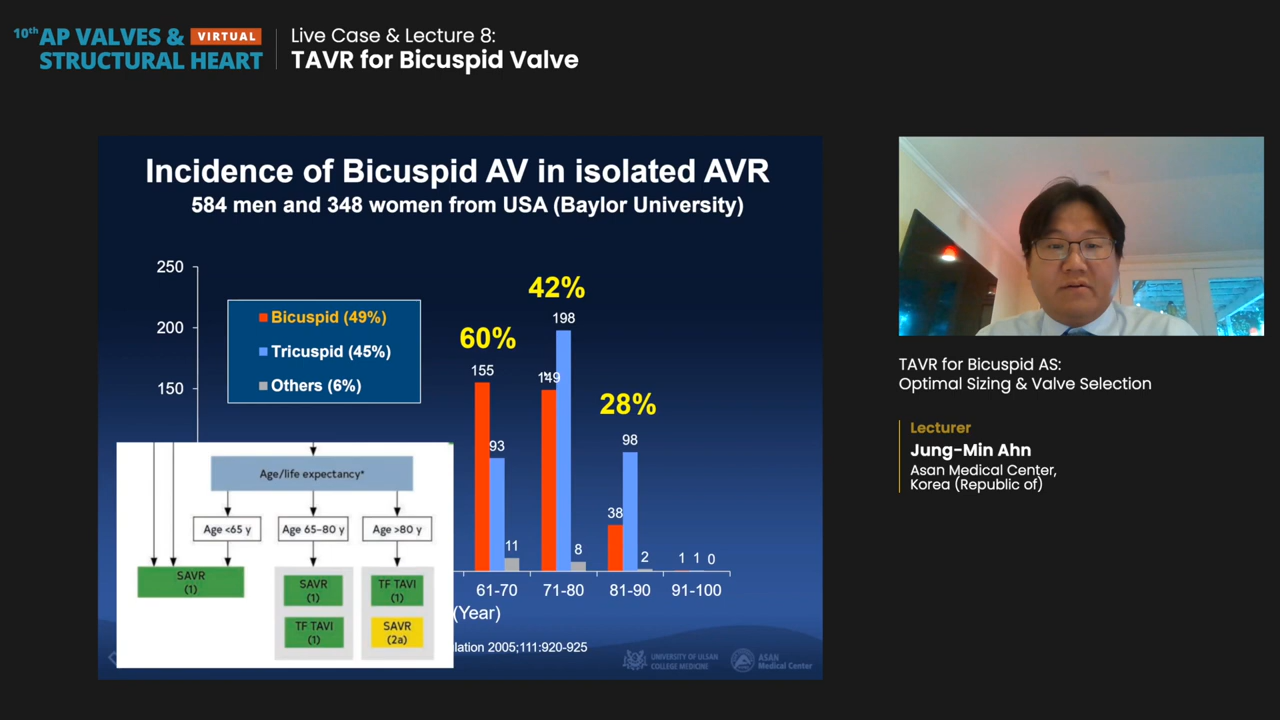 10th AP VALVES & VIRTUAL
STRUCTURAL HEART
Live Case & Lecture 8:
TAVR for Bicuspid Valve
Incidence of Bicuspid AV in isolated AVR
584 men and 348 women from USA (Baylor University)
250
200
150
Bicuspid (49%)
Tricuspid (45%)
Others (6%)
60%
42%
28%
155
93
11
149
198
8
38
98
2
1 1 0
61-70 71-80 81-90 91-100
(Year)
lation 2005;111:920-925
Age/life expectancy*
Age <65 y Age 65–80 y Age >80 y
SAVR
(1)
SAVR
(1)
TF TAVI
(1)
TF TAVI
(1)
SAVR
(2a)
UNIVERSITY OF ULSAN
COLLEGE MEDICINE
ASAN
Medical Center
TAVR for Bicuspid AS:
Optimal Sizing & Valve Selection
Lecturer
Jung-Min Ahn
Asan Medical Center,
Korea (Republic of)